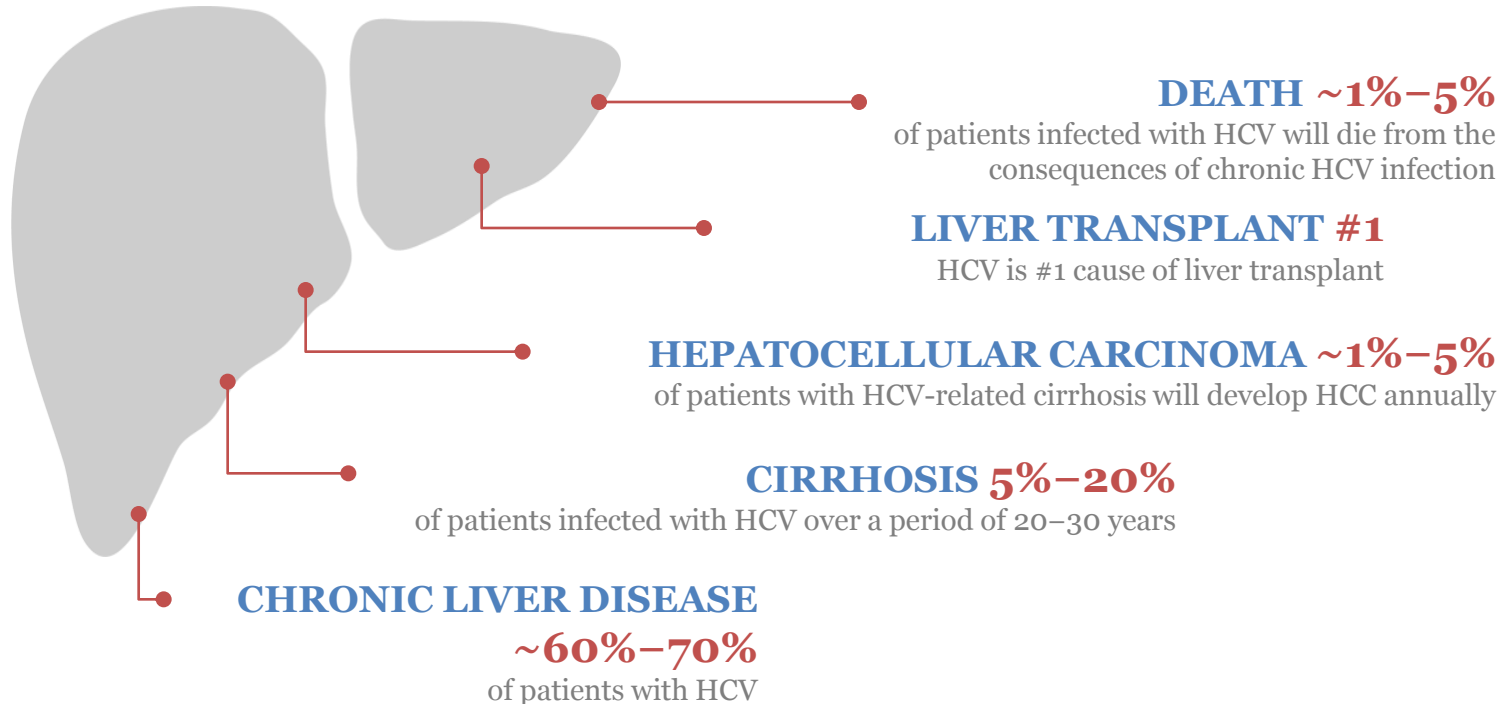 DEATH ~1%–5%
of patients infected with HCV will die from the
consequences of chronic HCV infection
LIVER TRANSPLANT #1
HCV is #1 cause of liver transplant
HEPATOCELLULAR CARCINOMA ~1%–5%
of patients with HCV-related cirrhosis will develop HCC annually
CIRRHOSIS 5%–20%
of patients infected with HCV over a period of 20–30 years
CHRONIC LIVER DISEASE
~60%–70%
of patients with HCV